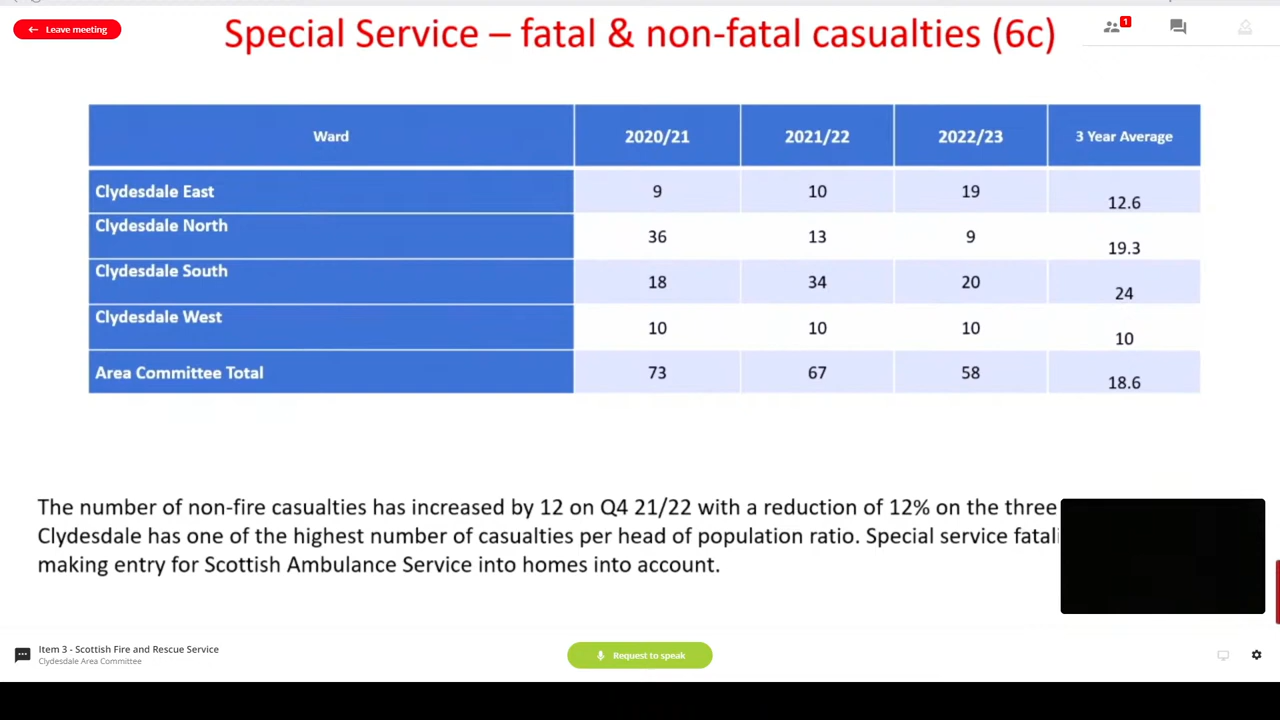 Leave meeting
Special Service – fatal & non-fatal casualties (6c)
1
Ward 2020/21 2021/22 2022/23 3 Year Average
Clydesdale East 9 10 19 12.6
Clydesdale North 36 13 9 19.3
Clydesdale South 18 34 20 24
Clydesdale West 10 10 10 10
Area Committee Total 73 67 58 18.6
The number of non-fire casualties has increased by 12 on Q4 21/22 with a reduction of 12% on the three
Clydesdale has one of the highest number of casualties per head of population ratio. Special service fatali
making entry for Scottish Ambulance Service into homes into account.
Item 3 - Scottish Fire and Rescue Service
Clydesdale Area Committee
Request to speak